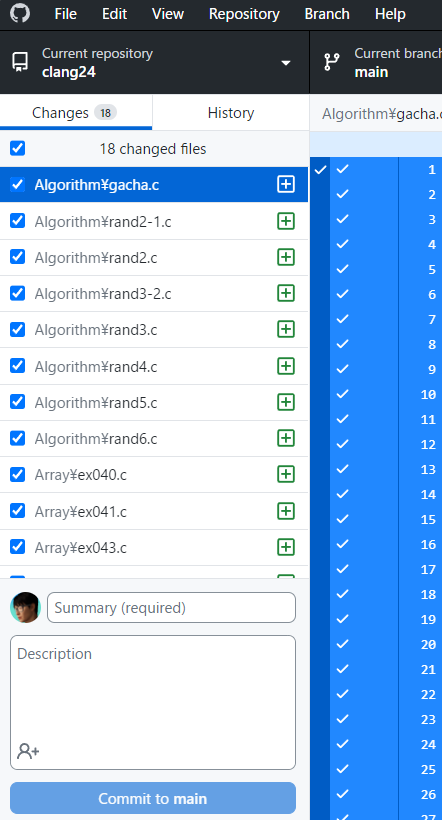 File Edit View Repository Branch Help
Current repository
clang24
Current branch
main
Changes 18 History
Algorithm¥gacha.c
18 changed files
Algorithm¥gacha.c
Algorithm¥rand2-1.c
Algorithm¥rand2.c
Algorithm¥rand3-2.c
Algorithm¥rand3.c
Algorithm¥rand4.c
Algorithm¥rand5.c
Algorithm¥rand6.c
Array¥ex040.c
Array¥ex041.c
Array¥ex043.c
Summary (required)
Description
Commit to main
1
2
3
4
5
6
7
8
9
10
11
12
13
14
15
16
17
18
19
20
21
22
23
24
25
26
27